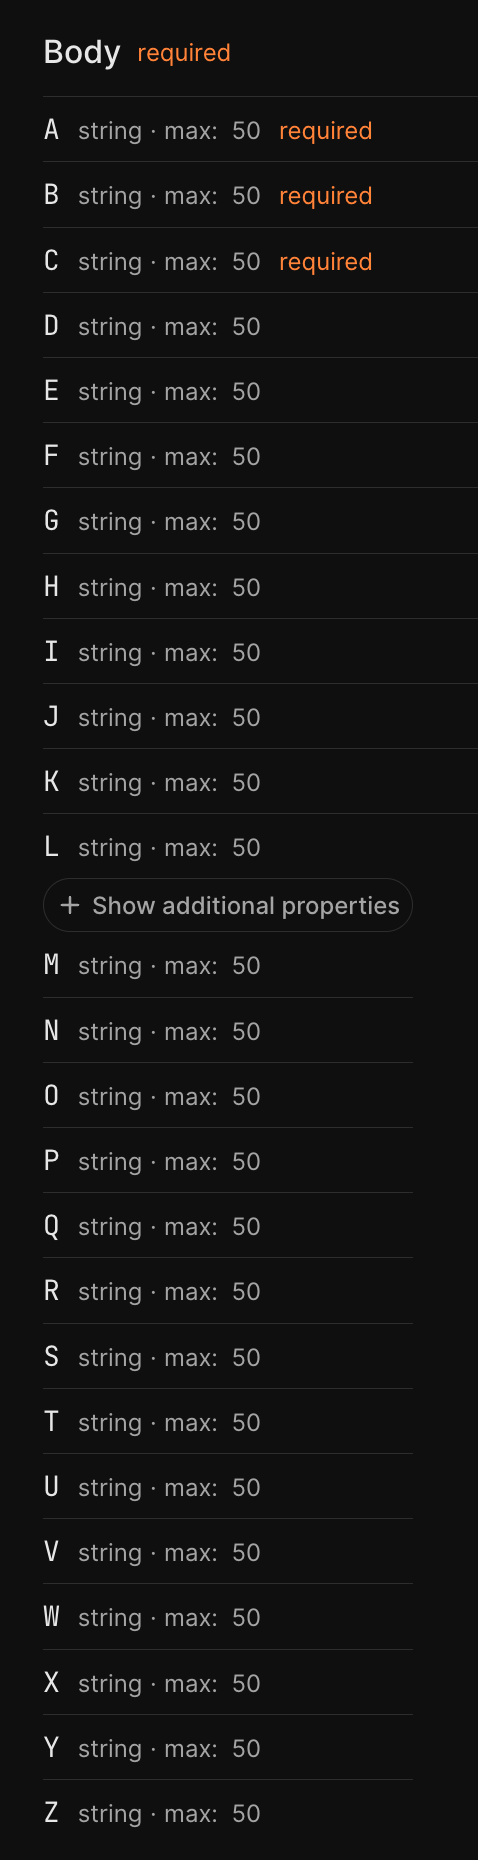 Body required
A string · max: 50 required
B string · max: 50 required
C string · max: 50 required
D string · max: 50
E string · max: 50
F string · max: 50
G string · max: 50
H string · max: 50
I string · max: 50
J string · max: 50
K string · max: 50
L string · max: 50
+ Show additional properties
M string · max: 50
N string · max: 50
O string · max: 50
P string · max: 50
Q string · max: 50
R string · max: 50
S string · max: 50
T string · max: 50
U string · max: 50
V string · max: 50
W string · max: 50
X string · max: 50
Y string · max: 50
Z string · max: 50